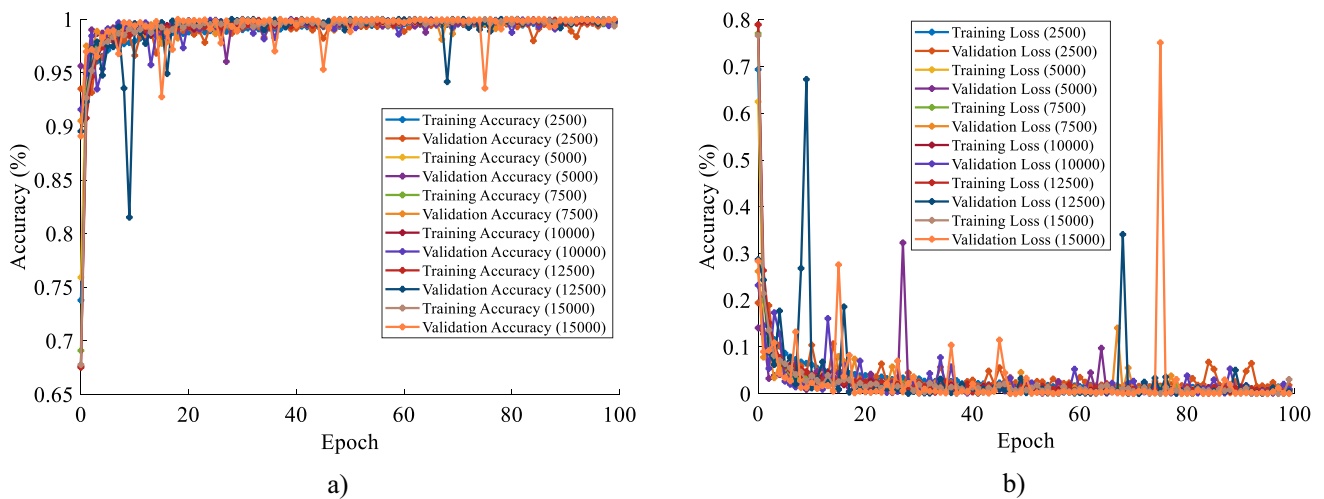 1
0.95
0.9
0.85
0.8
0.75
0.7
0.65
Accuracy (%)
0
20
40
60
80
100
Epoch
Training Accuracy (2500)
Validation Accuracy (2500)
Training Accuracy (5000)
Validation Accuracy (5000)
Training Accuracy (7500)
Validation Accuracy (7500)
Training Accuracy (10000)
Validation Accuracy (10000)
Training Accuracy (12500)
Validation Accuracy (12500)
Training Accuracy (15000)
Validation Accuracy (15000)
a)
0.8
0.7
0.6
0.5
0.4
0.3
0.2
0.1
0
Accuracy (%)
0
20
40
60
80
100
Epoch
Training Loss (2500)
Validation Loss (2500)
Training Loss (5000)
Validation Loss (5000)
Training Loss (7500)
Validation Loss (7500)
Training Loss (10000)
Validation Loss (10000)
Training Loss (12500)
Validation Loss (12500)
Training Loss (15000)
Validation Loss (15000)
b)